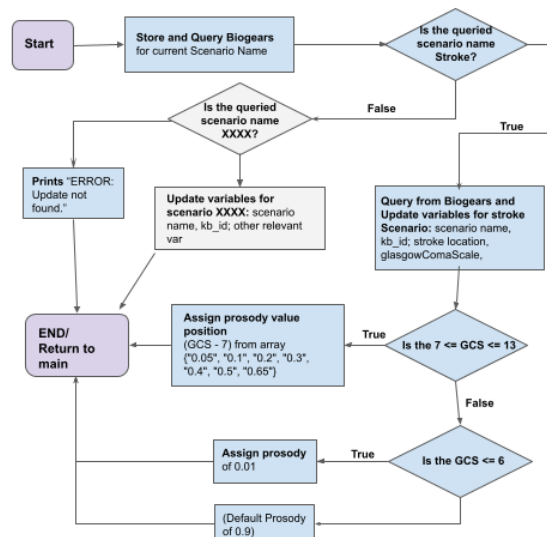 Start
Store and Query Biogears
for current Scenario Name
Is the
queried
scenario name
Stroke?
False
True
Is the queried
scenario name
XXXX?
Prints "ERROR:
Update not
found."
Update variables for
scenario XXXX: scenario
name, kb_id; other relevant
var
Query from Biogears and
Update variables for stroke
Scenario: scenario name,
kb_id; stroke location,
glasgowComaScale,
END/
Return to
main
Assign prosody value
position
(GCS - 7) from array
{"0.05", "0.1", "0.2", "0.3",
"0.4", "0.5", "0.65"}
True
Is the 7 <= GCS <= 13
False
Assign prosody
of 0.01
True
Is the GCS <= 6
(Default Prosody
of 0.9)